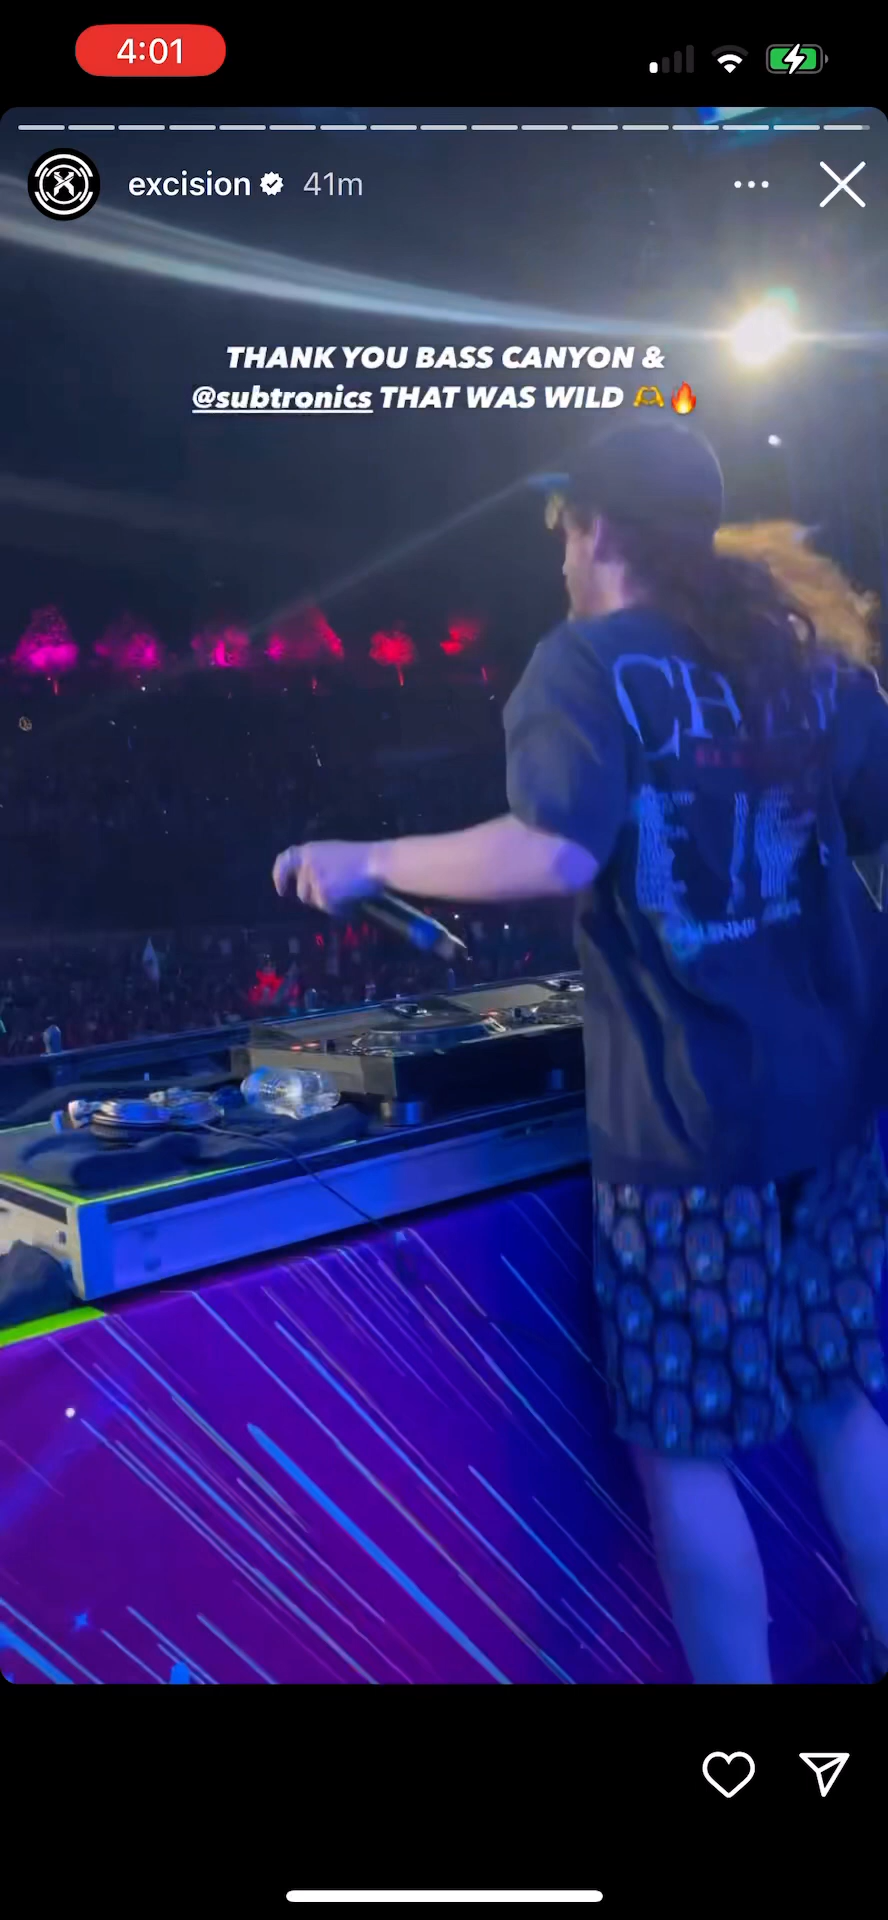 4:01
excision 41m
THANK YOU BASS CANYON &
@subtronics THAT WAS WILD 🫶🔥